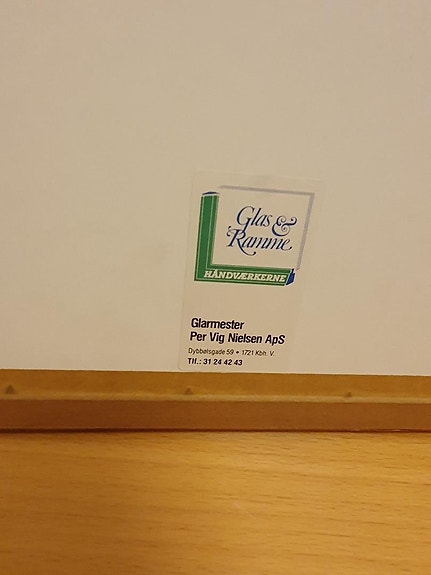 Glas &
Ramme
HÅNDVÆRKERNE
Glarmester
Per Vig Nielsen ApS
Dybbølsgade 59 • 1721 Kbh. V.
Tlf.: 31 24 42 43